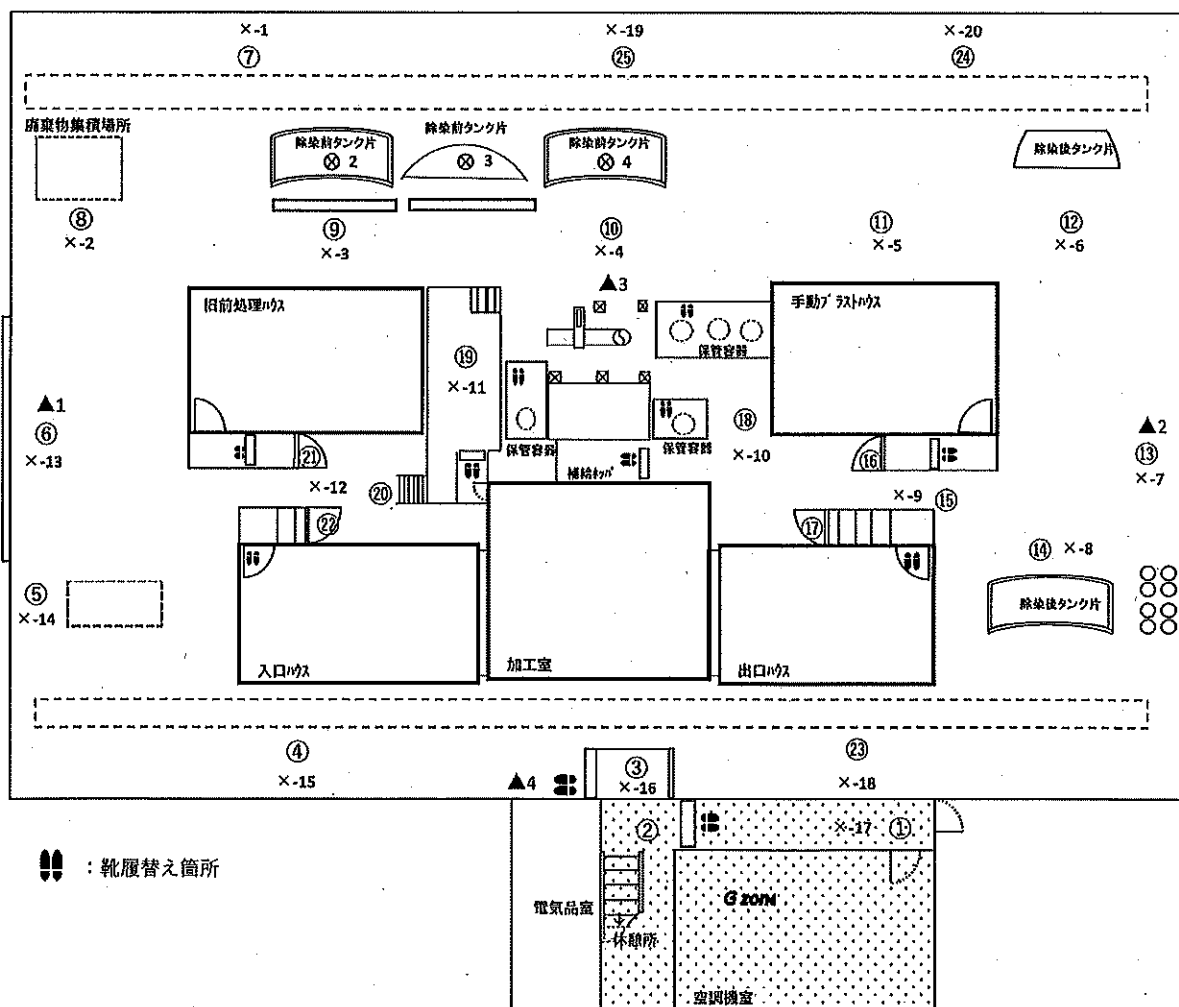 ×-1 ×-19 ×-20
⑦ ㉕ ㉔
廃棄物集積場所
除染前タンク片
除染前タンク片 除染前タンク片 除染後タンク片
⊗ 2 ⊗ 3 ⊗ 4
⑧ ⑨ ⑩ ⑪ ⑫
×-2 ×-3 ×-4 ×-5 ×-6
▲3
旧前処理ハウス 手動ブラストハウス
保管容器
⑲
×-11
▲1 ▲2
⑥ ⑱ ⑬
×-13 ×-10 ×-7
保管容器 保管容器
㉑ ⑯
補給ホッパ
×-12 ⑳ ×-9 ⑮
㉒ ⑰
⑭ ×-8
⑤
×-14
除染後タンク片
入口ハウス 加工室 出口ハウス
④ ③ ㉓
×-15 ▲4 ×-16 ×-18
② ×-17 ①
:靴履替え箇所
電気品室 G ZONE
休憩所
空調機室